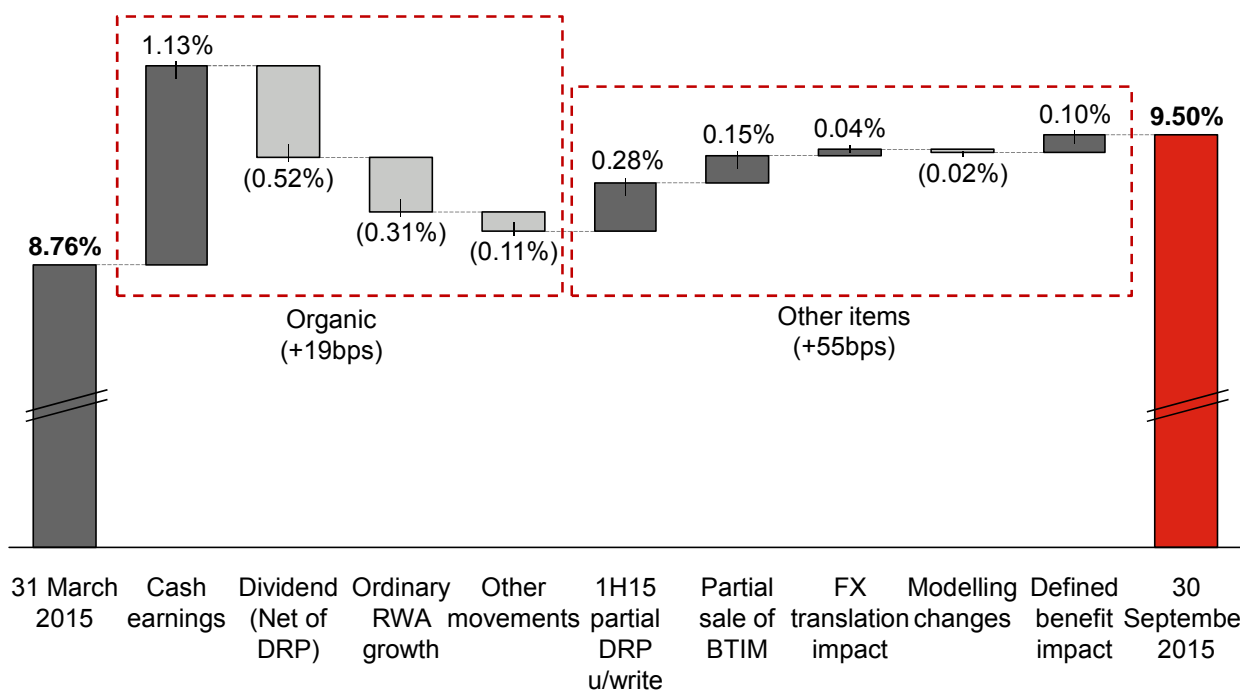 1.13%
(0.52%)
(0.31%)
(0.11%)
8.76%
0.28%
0.15%
0.04%
(0.02%)
0.10%
9.50%
Organic
(+19bps)
Other items
(+55bps)
31 March
2015
Cash
earnings
Dividend
(Net of
DRP)
Ordinary
RWA
growth
Other
movements
1H15
partial
DRP
u/write
Partial
sale of
BTIM
FX
translation
impact
Modelling
changes
Defined
benefit
impact
30
Septembe
2015